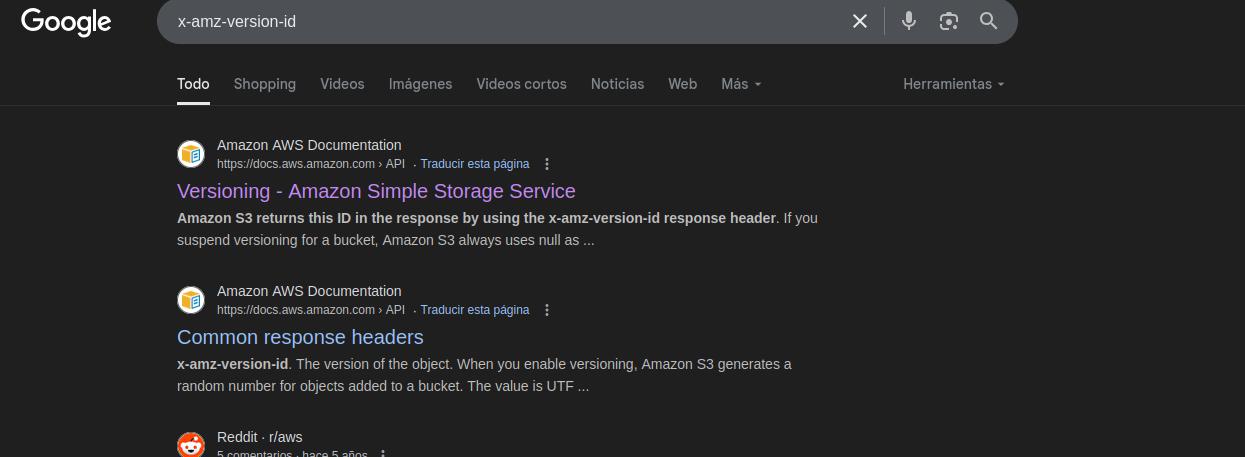 Google
x-amz-version-id
Todo Shopping Videos Imágenes Videos cortos Noticias Web Más Herramientas
Amazon AWS Documentation
https://docs.aws.amazon.com › API · Traducir esta página
Versioning - Amazon Simple Storage Service
Amazon S3 returns this ID in the response by using the x-amz-version-id response header. If you
suspend versioning for a bucket, Amazon S3 always uses null as ...
Amazon AWS Documentation
https://docs.aws.amazon.com › API · Traducir esta página
Common response headers
x-amz-version-id. The version of the object. When you enable versioning, Amazon S3 generates a
random number for objects added to a bucket. The value is UTF ...
Reddit · r/aws
5 comentarios · hace 5 años